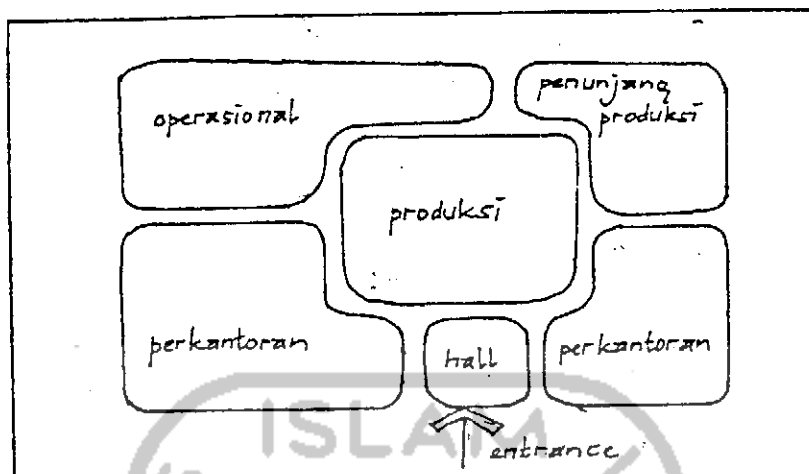 operasional
penunjang
produksi
produksi
perkantoran
hall
perkantoran
ISLAM
entrance